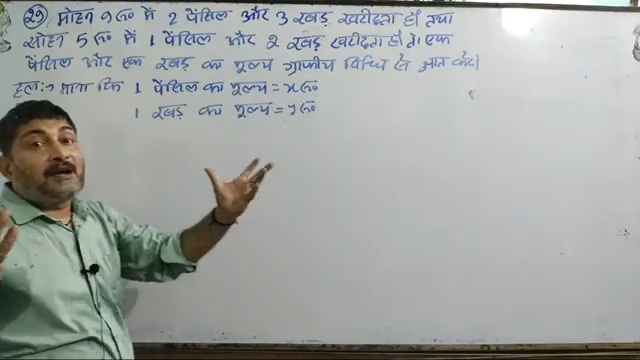 (29) मोहन 9 रु० में 2 पेंसिल और 3 रबड़ खरीदता है तथा
सोहन 5 रु० में 1 पेंसिल और 2 रबड़ खरीदता है तो एक
पेंसिल और एक रबड़ का मूल्य ग्राफीय विधि से ज्ञात करें।
हल:→ माना कि 1 पेंसिल का मूल्य = x रु०
1 रबड़ का मूल्य = y रु०